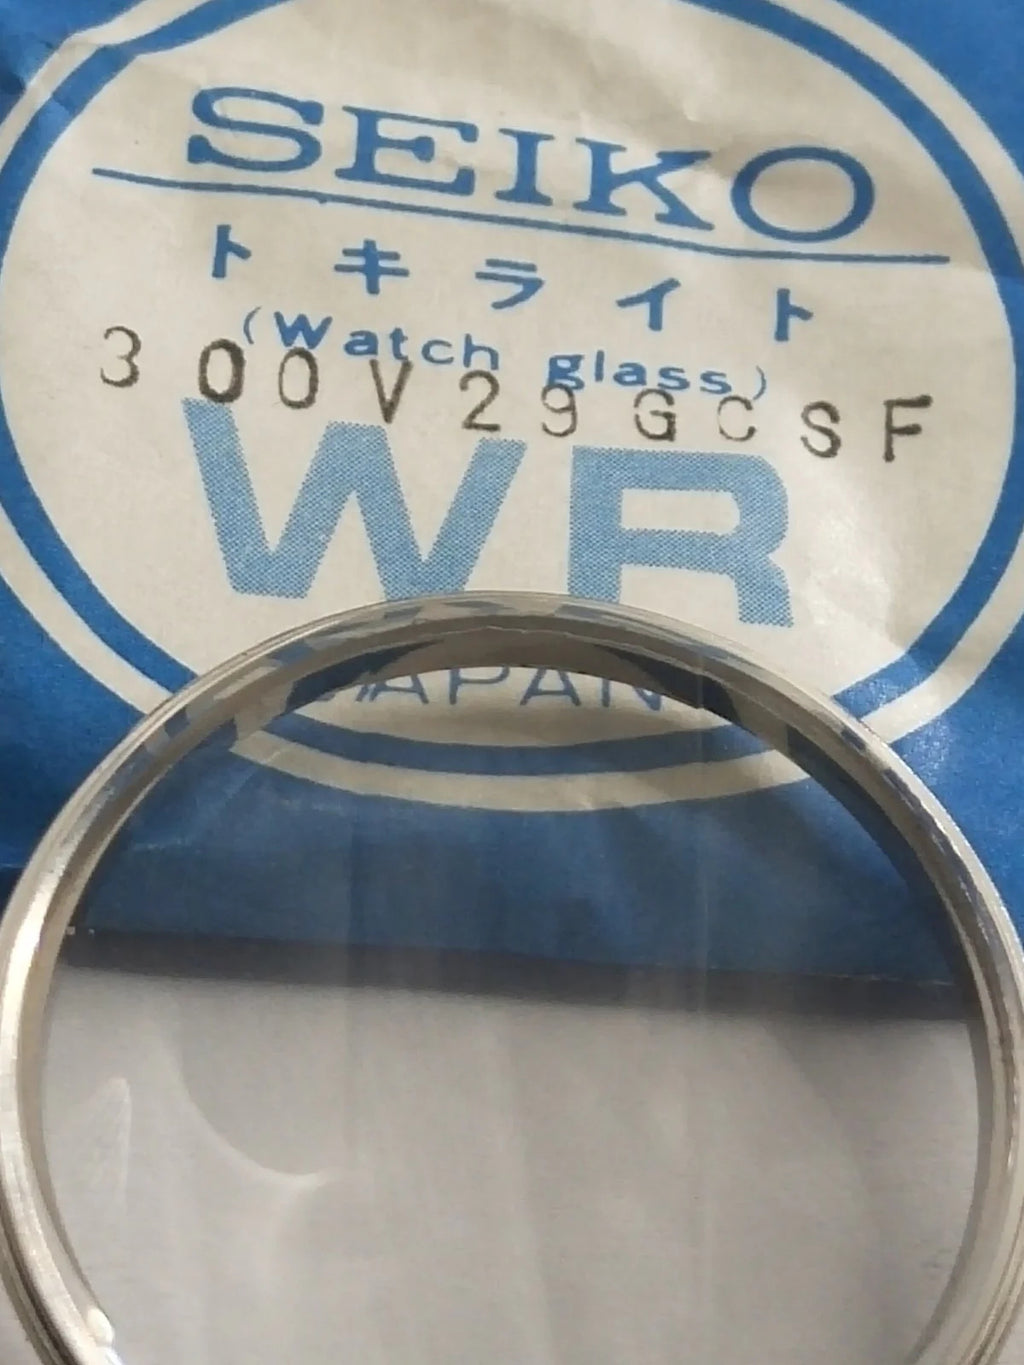 SEIKO
トキライト
(Watch glass)
300V29GCSF
WR
JAPAN